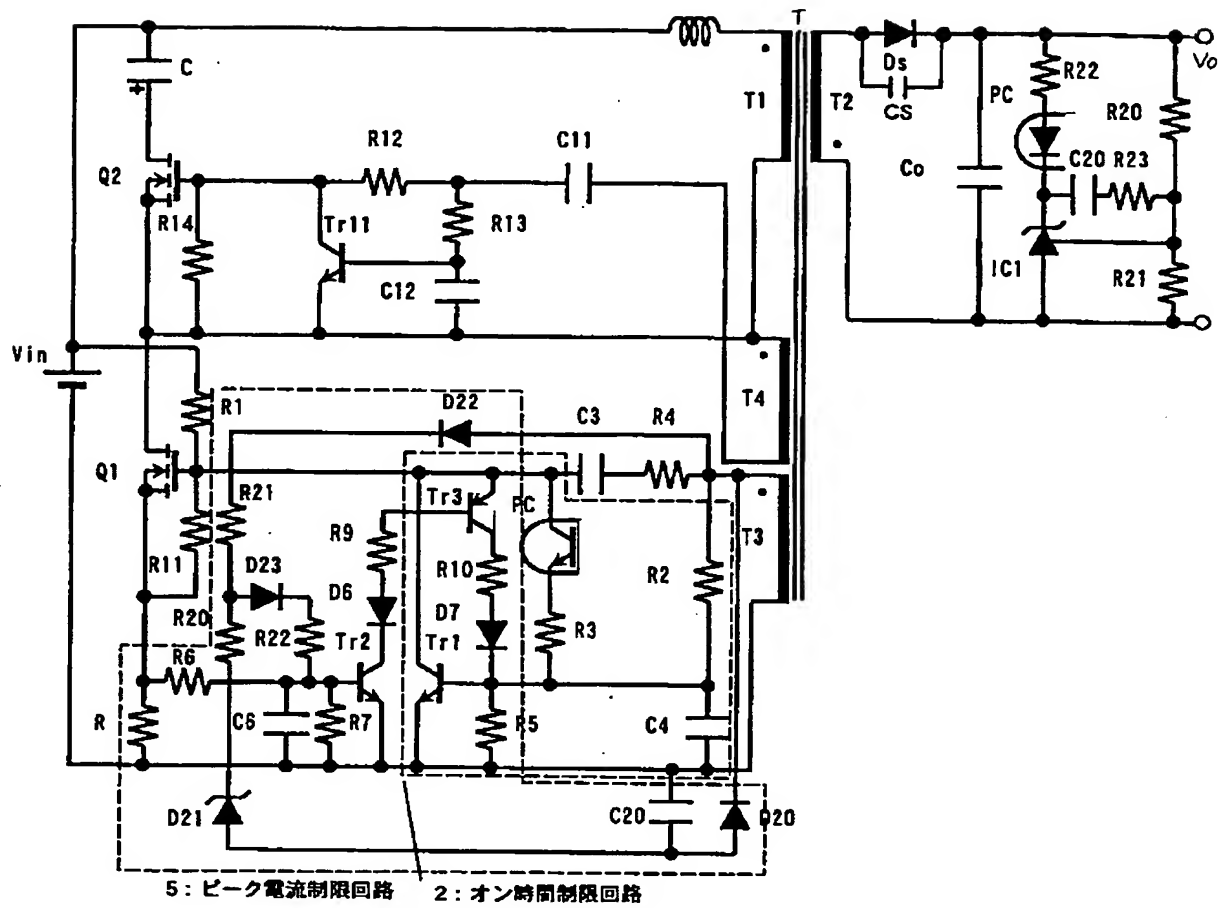 T
C
Ds
CS
R22
PC
Vo
T1
T2
R20
R12
C11
Q2
Co
C20
R23
R14
Tr11
R13
C12
IC1
R21
Vin
R1
D22
C3
R4
T4
Q1
R21
Tr3
PC
T3
R9
R11
D23
R10
R2
D6
D7
R20
R22
R3
Tr2
Tr1
R6
R
C6
R7
R5
C4
D21
C20
D20
5:ピーク電流制限回路
2:オン時間制限回路